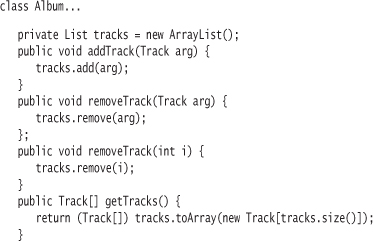 class Album...
private List tracks = new ArrayList();
public void addTrack(Track arg) {
tracks.add(arg);
}
public void removeTrack(Track arg) {
tracks.remove(arg);
};
public void removeTrack(int i) {
tracks.remove(i);
}
public Track[] getTracks() {
return (Track[]) tracks.toArray(new Track[tracks.size()]);
}